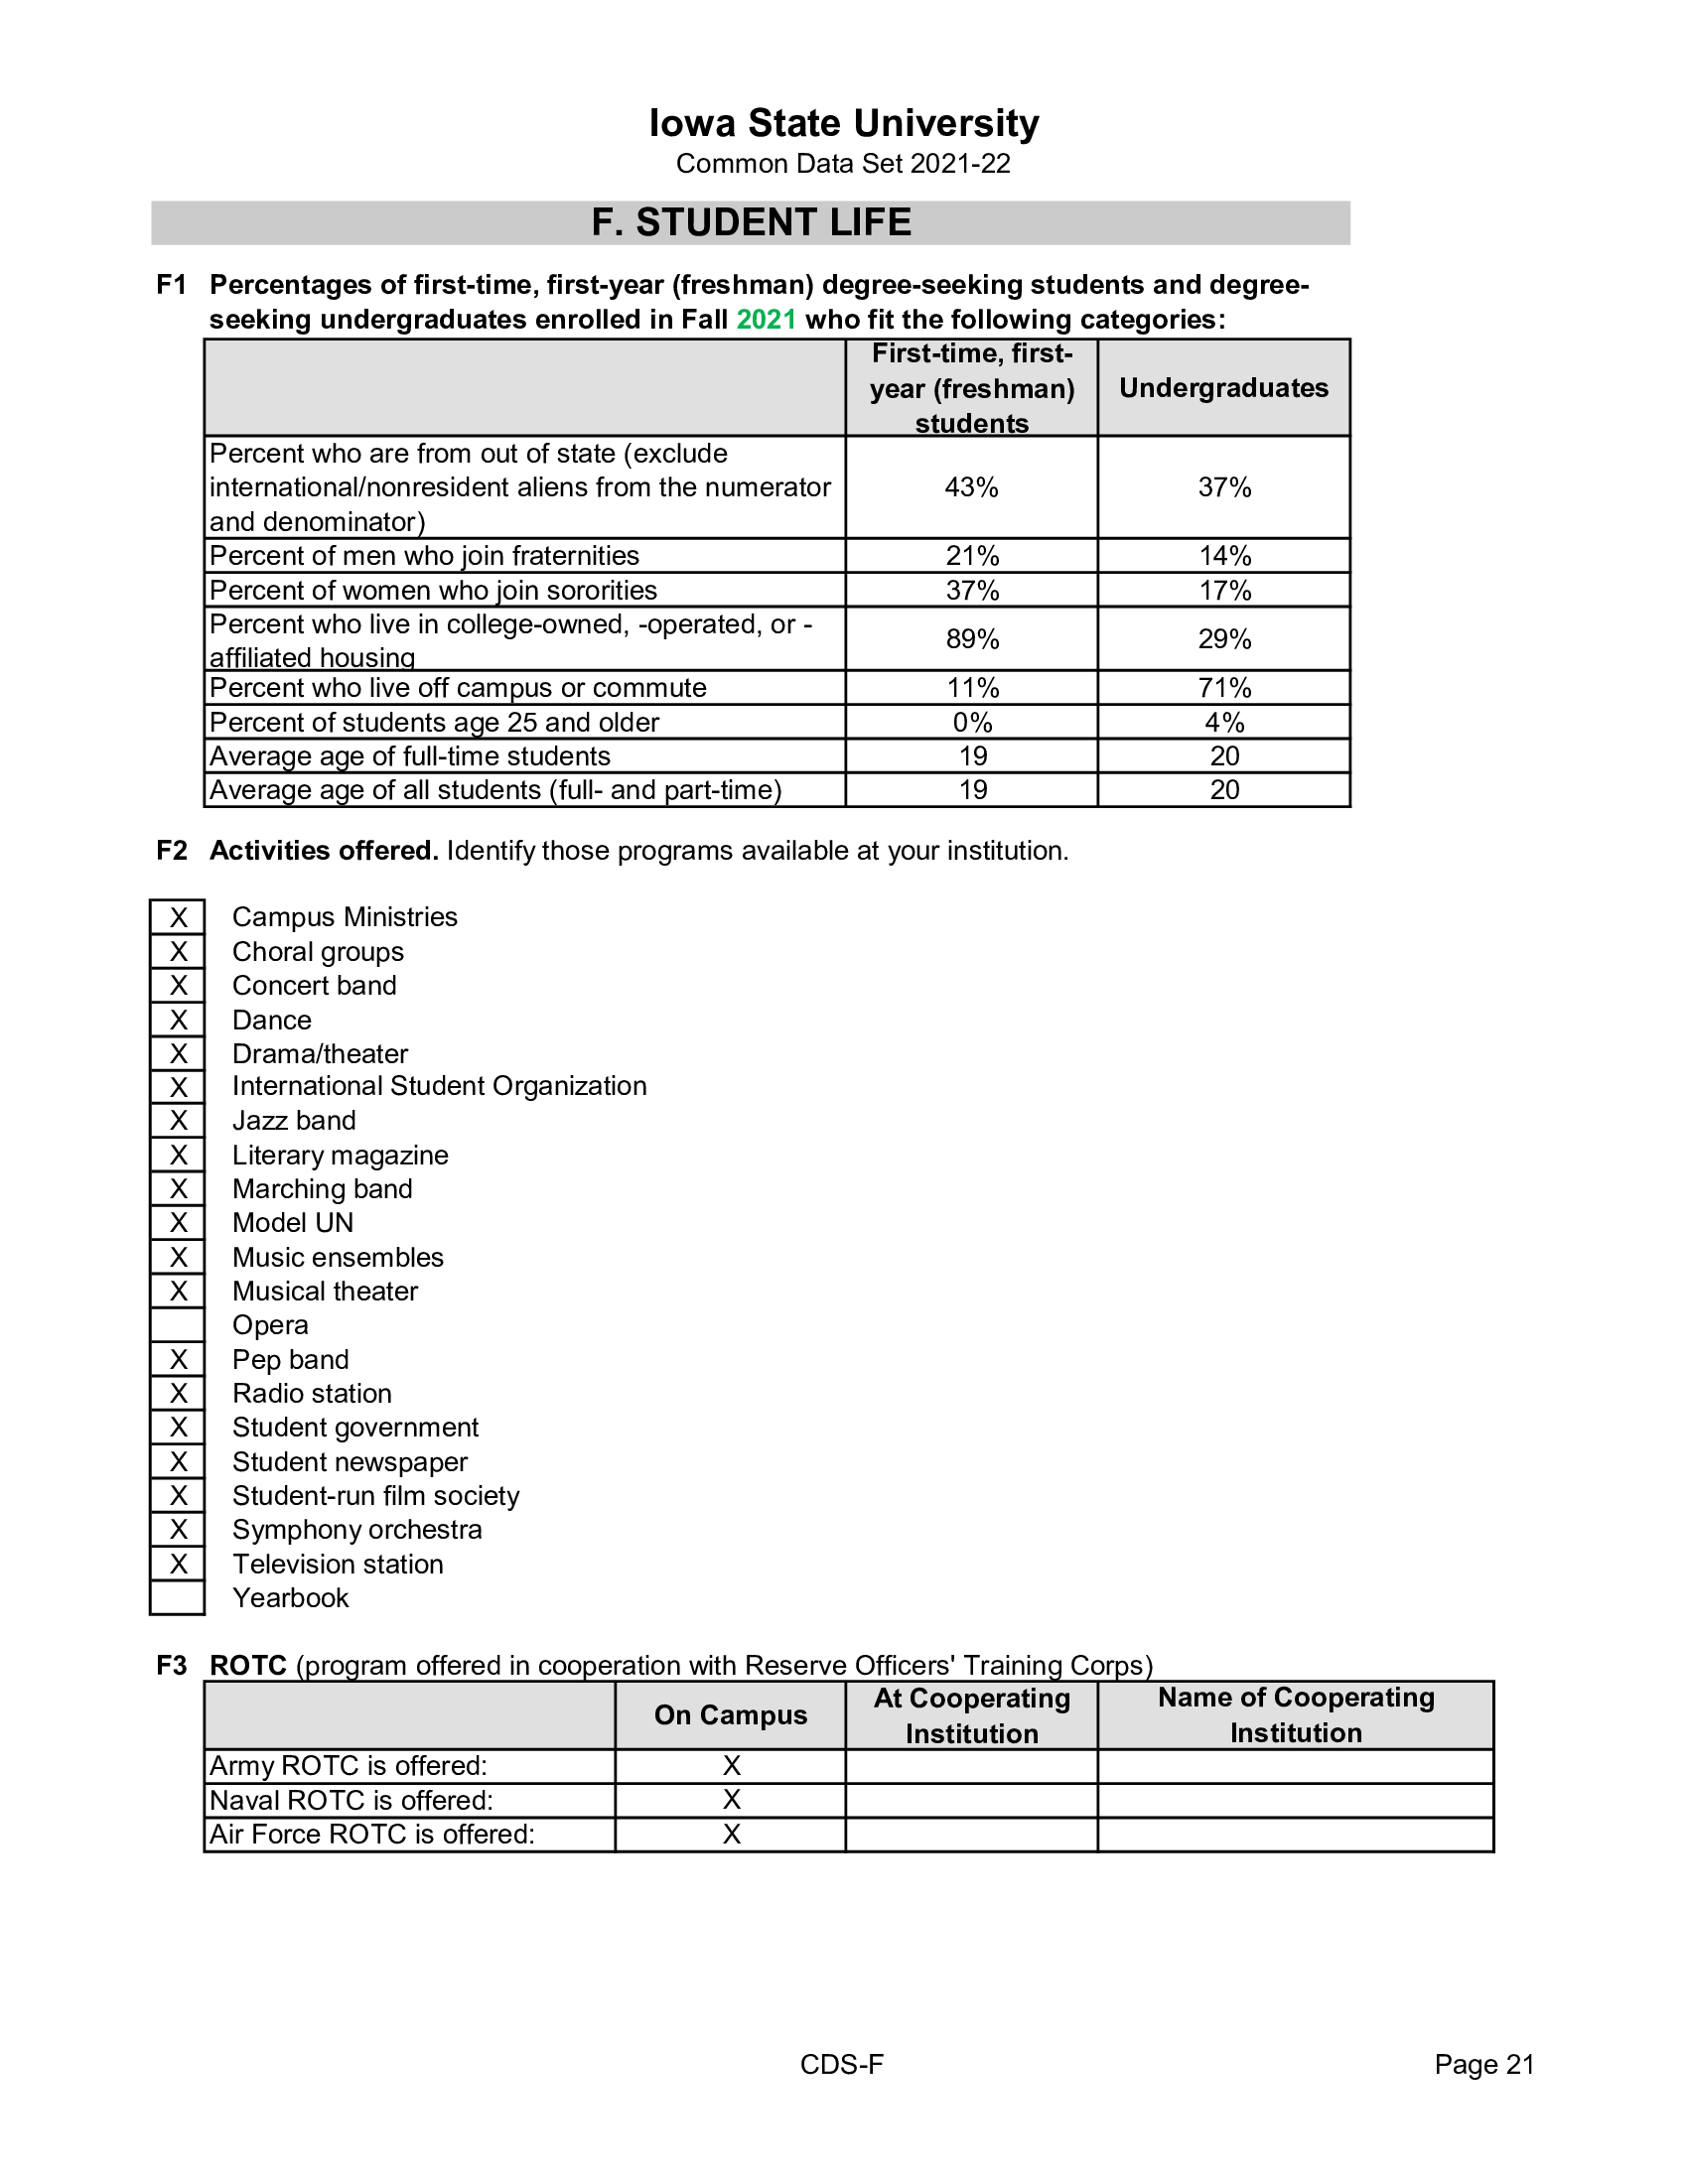 Iowa State University
Common Data Set 2021-22
F. STUDENT LIFE
F1 Percentages of first-time, first-year (freshman) degree-seeking students and degree-
seeking undergraduates enrolled in Fall 2021 who fit the following categories:
First-time, first-
year (freshman)
students
Undergraduates
Percent who are from out of state (exclude
international/nonresident aliens from the numerator
and denominator)
43%
37%
Percent of men who join fraternities 21% 14%
Percent of women who join sororities 37% 17%
Percent who live in college-owned, -operated, or -
affiliated housing
89%
29%
Percent who live off campus or commute 11% 71%
Percent of students age 25 and older 0% 4%
Average age of full-time students 19 20
Average age of all students (full- and part-time) 19 20
F2 Activities offered. Identify those programs available at your institution.
X Campus Ministries
X Choral groups
X Concert band
X Dance
X Drama/theater
X International Student Organization
X Jazz band
X Literary magazine
X Marching band
X Model UN
X Music ensembles
X Musical theater
Opera
X Pep band
X Radio station
X Student government
X Student newspaper
X Student-run film society
X Symphony orchestra
X Television station
Yearbook
F3 ROTC (program offered in cooperation with Reserve Officers' Training Corps)
On Campus
At Cooperating
Institution
Name of Cooperating
Institution
Army ROTC is offered: X
Naval ROTC is offered: X
Air Force ROTC is offered: X
CDS-F Page 21